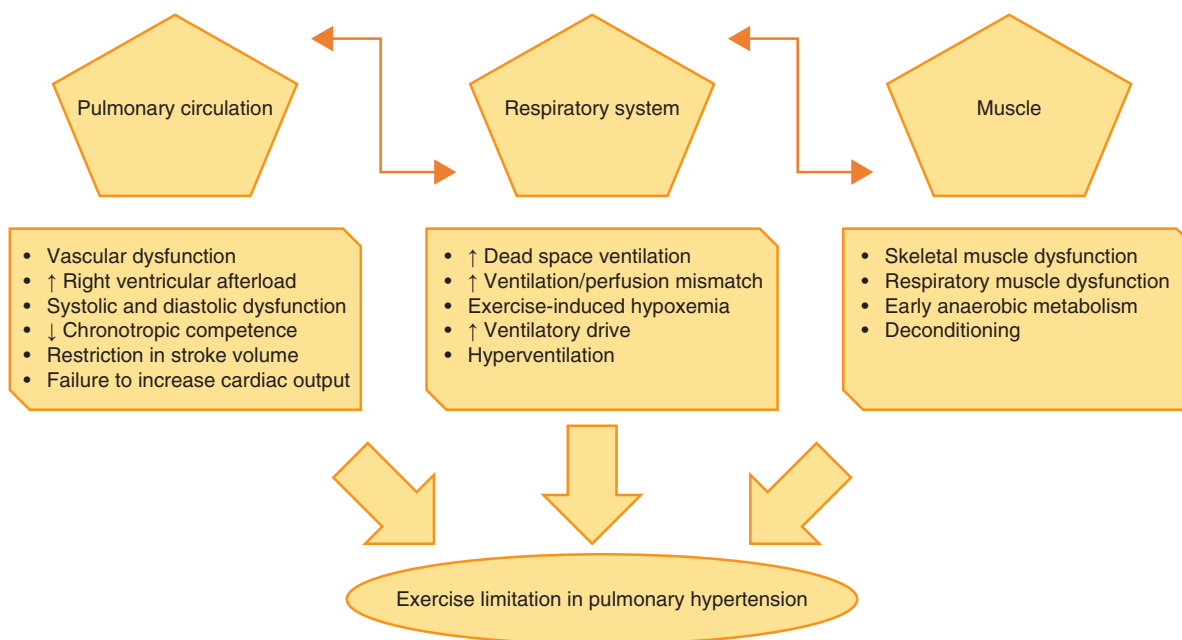 Pulmonary circulation
Respiratory system
Muscle
• Vascular dysfunction
• ↑ Right ventricular afterload
• Systolic and diastolic dysfunction
• ↓ Chronotropic competence
• Restriction in stroke volume
• Failure to increase cardiac output
• ↑ Dead space ventilation
• ↑ Ventilation/perfusion mismatch
• Exercise-induced hypoxemia
• ↑ Ventilatory drive
• Hyperventilation
• Skeletal muscle dysfunction
• Respiratory muscle dysfunction
• Early anaerobic metabolism
• Deconditioning
Exercise limitation in pulmonary hypertension